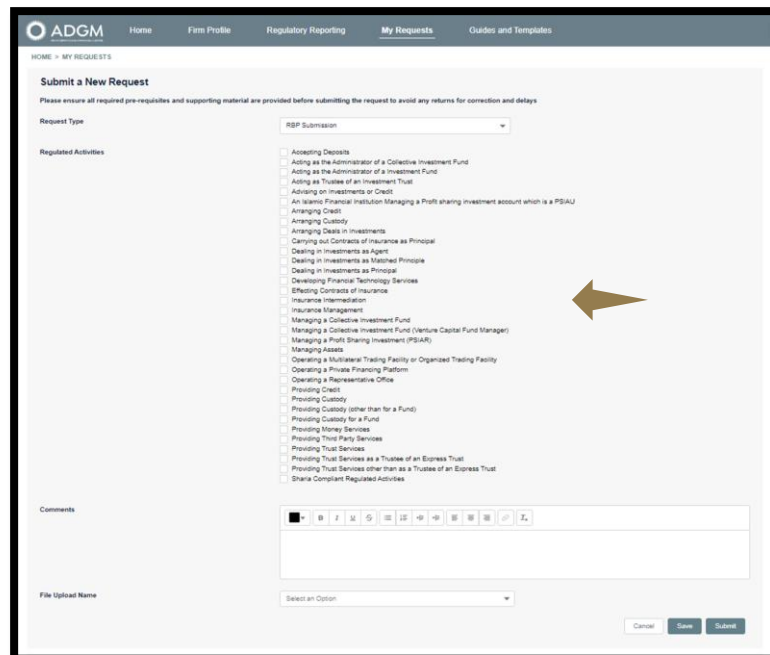 ADGM
Home Firm Profile Regulatory Reporting My Requests Guides and Templates
HOME > MY REQUESTS
Submit a New Request
Please ensure all required pre-requisites and supporting material are provided before submitting the request to avoid any returns for correction and delays
Request Type
RBP Submission
Regulated Activities
Accepting Deposits
Acting as the Administrator of a Collective Investment Fund
Acting as the Administrator of a Investment Fund
Acting as Trustee of an Investment Trust
Advising on Investments or Credit
An Islamic Financial Institution Managing a Profit sharing investment account which is a PSIAU
Arranging Credit
Arranging Custody
Arranging Deals in Investments
Carrying out Contracts of Insurance as Principal
Dealing in Investments as Agent
Dealing in Investments as Matched Principle
Dealing in Investments as Principal
Developing Financial Technology Services
Effecting Contracts of Insurance
Insurance Intermediation
Insurance Management
Managing a Collective Investment Fund
Managing a Collective Investment Fund (Venture Capital Fund Manager)
Managing a Profit Sharing Investment (PSIAR)
Managing Assets
Operating a Multilateral Trading Facility or Organized Trading Facility
Operating a Private Financing Platform
Operating a Representative Office
Providing Credit
Providing Custody
Providing Custody (other than for a Fund)
Providing Custody for a Fund
Providing Money Services
Providing Third Party Services
Providing Trust Services
Providing Trust Services as a Trustee of an Express Trust
Providing Trust Services other than as a Trustee of an Express Trust
Sharia Compliant Regulated Activities
Comments
File Upload Name
Select an Option
Cancel Save Submit